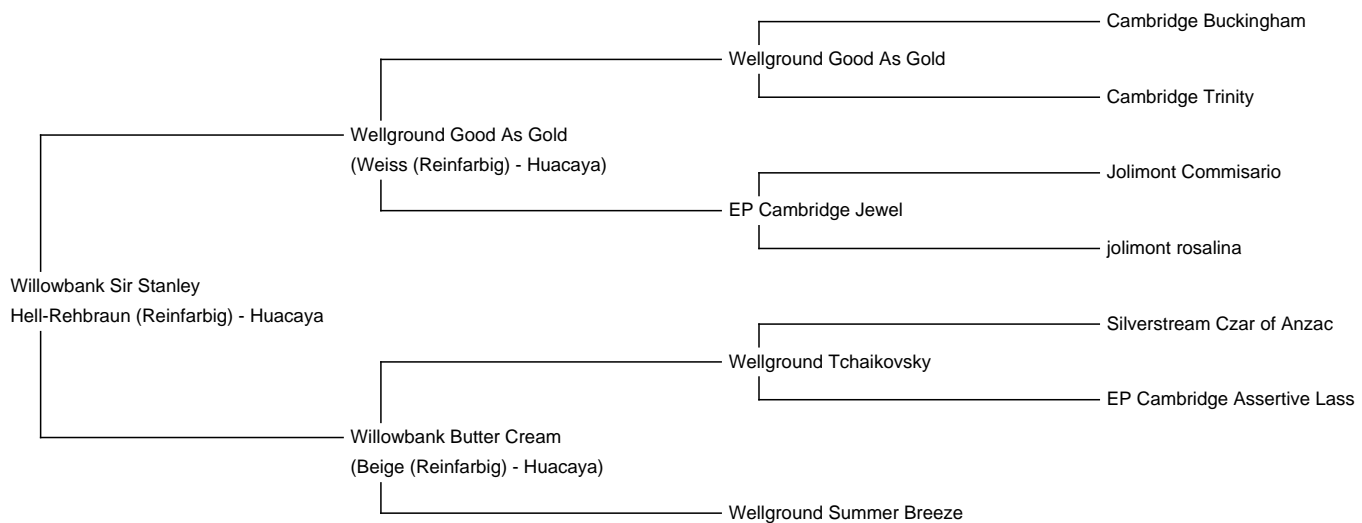 Cambridge Buckingham
Wellground Good As Gold
Cambridge Trinity
Wellground Good As Gold
(Weiss (Reinfarbig) - Huacaya)
Jolimont Commisario
EP Cambridge Jewel
jolimont rosalina
Willowbank Sir Stanley
Hell-Rehbraun (Reinfarbig) - Huacaya
Silverstream Czar of Anzac
Wellground Tchaikovsky
EP Cambridge Assertive Lass
Willowbank Butter Cream
(Beige (Reinfarbig) - Huacaya)
Wellground Summer Breeze